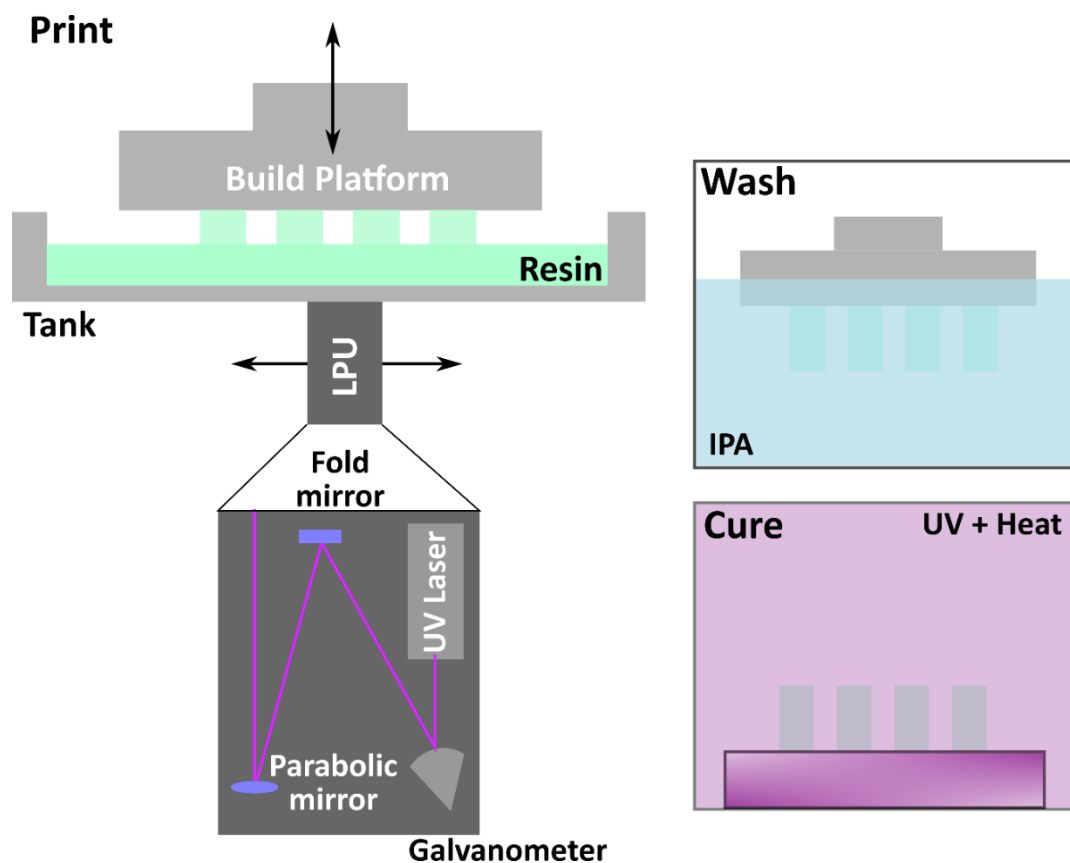 Print
Build Platform
Resin
Tank
LPU
Fold
mirror
UV Laser
Parabolic
mirror
Galvanometer
Wash
IPA
Cure
UV + Heat